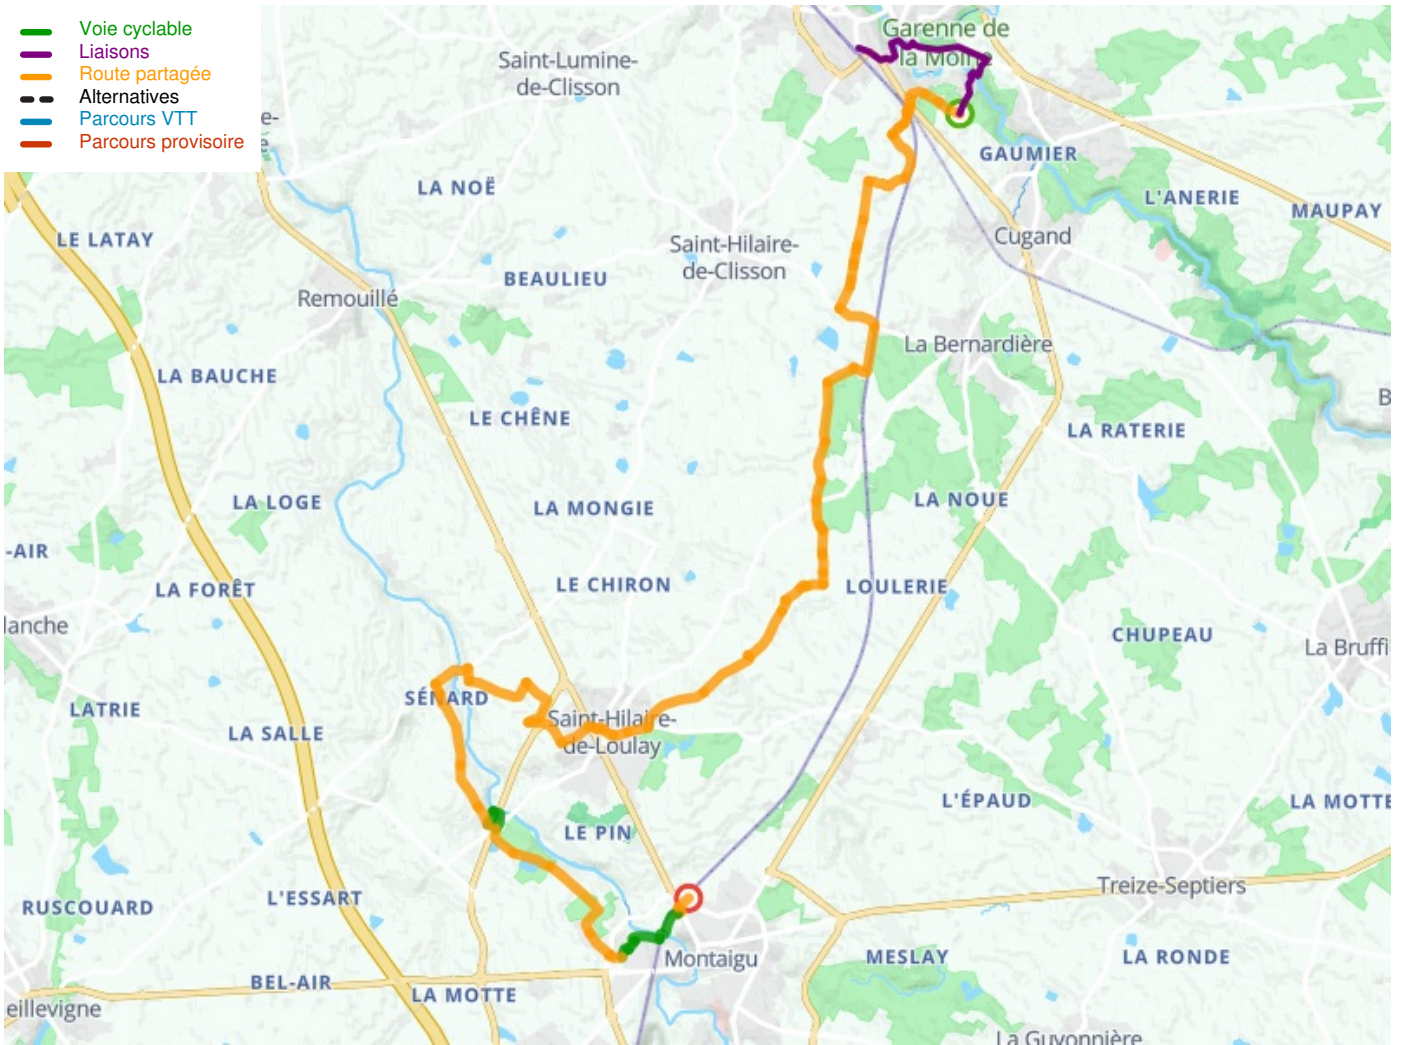 Voie cyclable
Liaisons
Route partagée
Alternatives
Parcours VTT
Parcours provisoire
Garenne de
la Moine
Saint-Lumine-
de-Clisson
e-
e
GAUMIER
LA NOË
L'ANERIE
MAUPAY
LE LATAY
Cugand
Saint-Hilaire-
de-Clisson
BEAULIEU
Remouillé
La Bernardière
LA BAUCHE
B
LE CHÊNE
LA RATERIE
LA LOGE
LA MONGIE
LA NOUE
-AIR
LA FORÊT
LE CHIRON
LOULERIE
lanche
CHUPEAU
La Bruffi
SÉNARD
LATRIE
LA SALLE
Saint-Hilaire-
de-Loulay
L'ÉPAUD
LA MOTTE
LE PIN
Treize-Septiers
L'ESSART
RUSCOUARD
Montaigu
MESLAY
LA RONDE
BEL-AIR
LA MOTTE
eillevigne
La Guyonnière